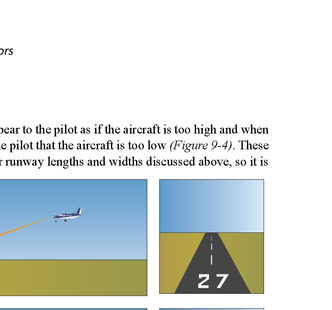 ors
pear to the pilot as if the aircraft is too high and when
e pilot that the aircraft is too low (Figure 9-4). These
r runway lengths and widths discussed above, so it is
27